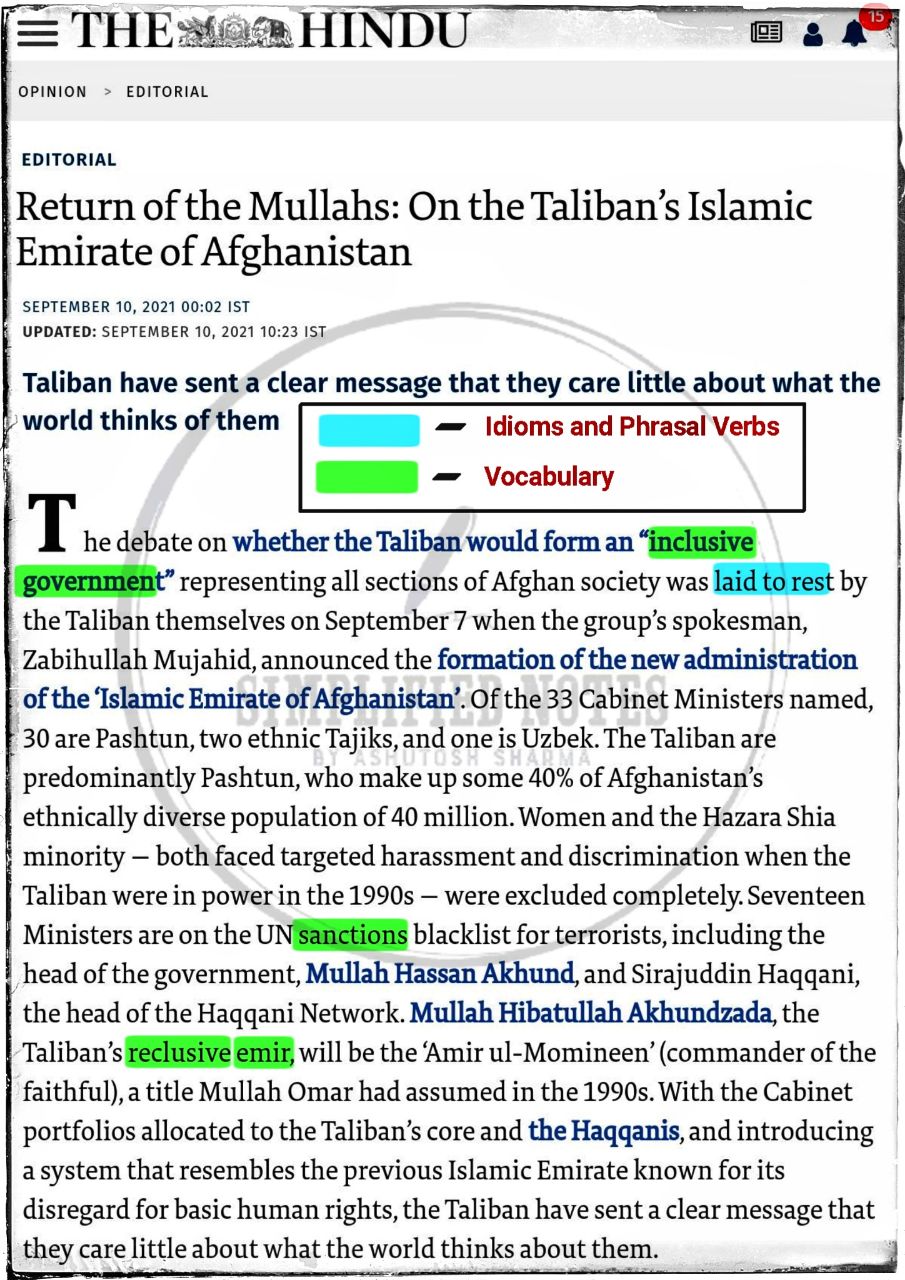 THE HINDU
15
OPINION > EDITORIAL
EDITORIAL
Return of the Mullahs: On the Taliban’s Islamic
Emirate of Afghanistan
SEPTEMBER 10, 2021 00:02 IST
UPDATED: SEPTEMBER 10, 2021 10:23 IST
Taliban have sent a clear message that they care little about what the
world thinks of them
— Idioms and Phrasal Verbs
— Vocabulary
The debate on whether the Taliban would form an “inclusive
government” representing all sections of Afghan society was laid to rest by
the Taliban themselves on September 7 when the group’s spokesman,
Zabihullah Mujahid, announced the formation of the new administration
of the ‘Islamic Emirate of Afghanistan’. Of the 33 Cabinet Ministers named,
SIMPLIFIED NOTES
30 are Pashtun, two ethnic Tajiks, and one is Uzbek. The Taliban are
BY ASHUTOSH SHARMA
predominantly Pashtun, who make up some 40% of Afghanistan’s
ethnically diverse population of 40 million. Women and the Hazara Shia
minority — both faced targeted harassment and discrimination when the
Taliban were in power in the 1990s — were excluded completely. Seventeen
Ministers are on the UN sanctions blacklist for terrorists, including the
head of the government, Mullah Hassan Akhund, and Sirajuddin Haqqani,
the head of the Haqqani Network. Mullah Hibatullah Akhundzada, the
Taliban’s reclusive emir, will be the ‘Amir ul-Momineen’ (commander of the
faithful), a title Mullah Omar had assumed in the 1990s. With the Cabinet
portfolios allocated to the Taliban’s core and the Haqqanis, and introducing
a system that resembles the previous Islamic Emirate known for its
disregard for basic human rights, the Taliban have sent a clear message that
they care little about what the world thinks about them.